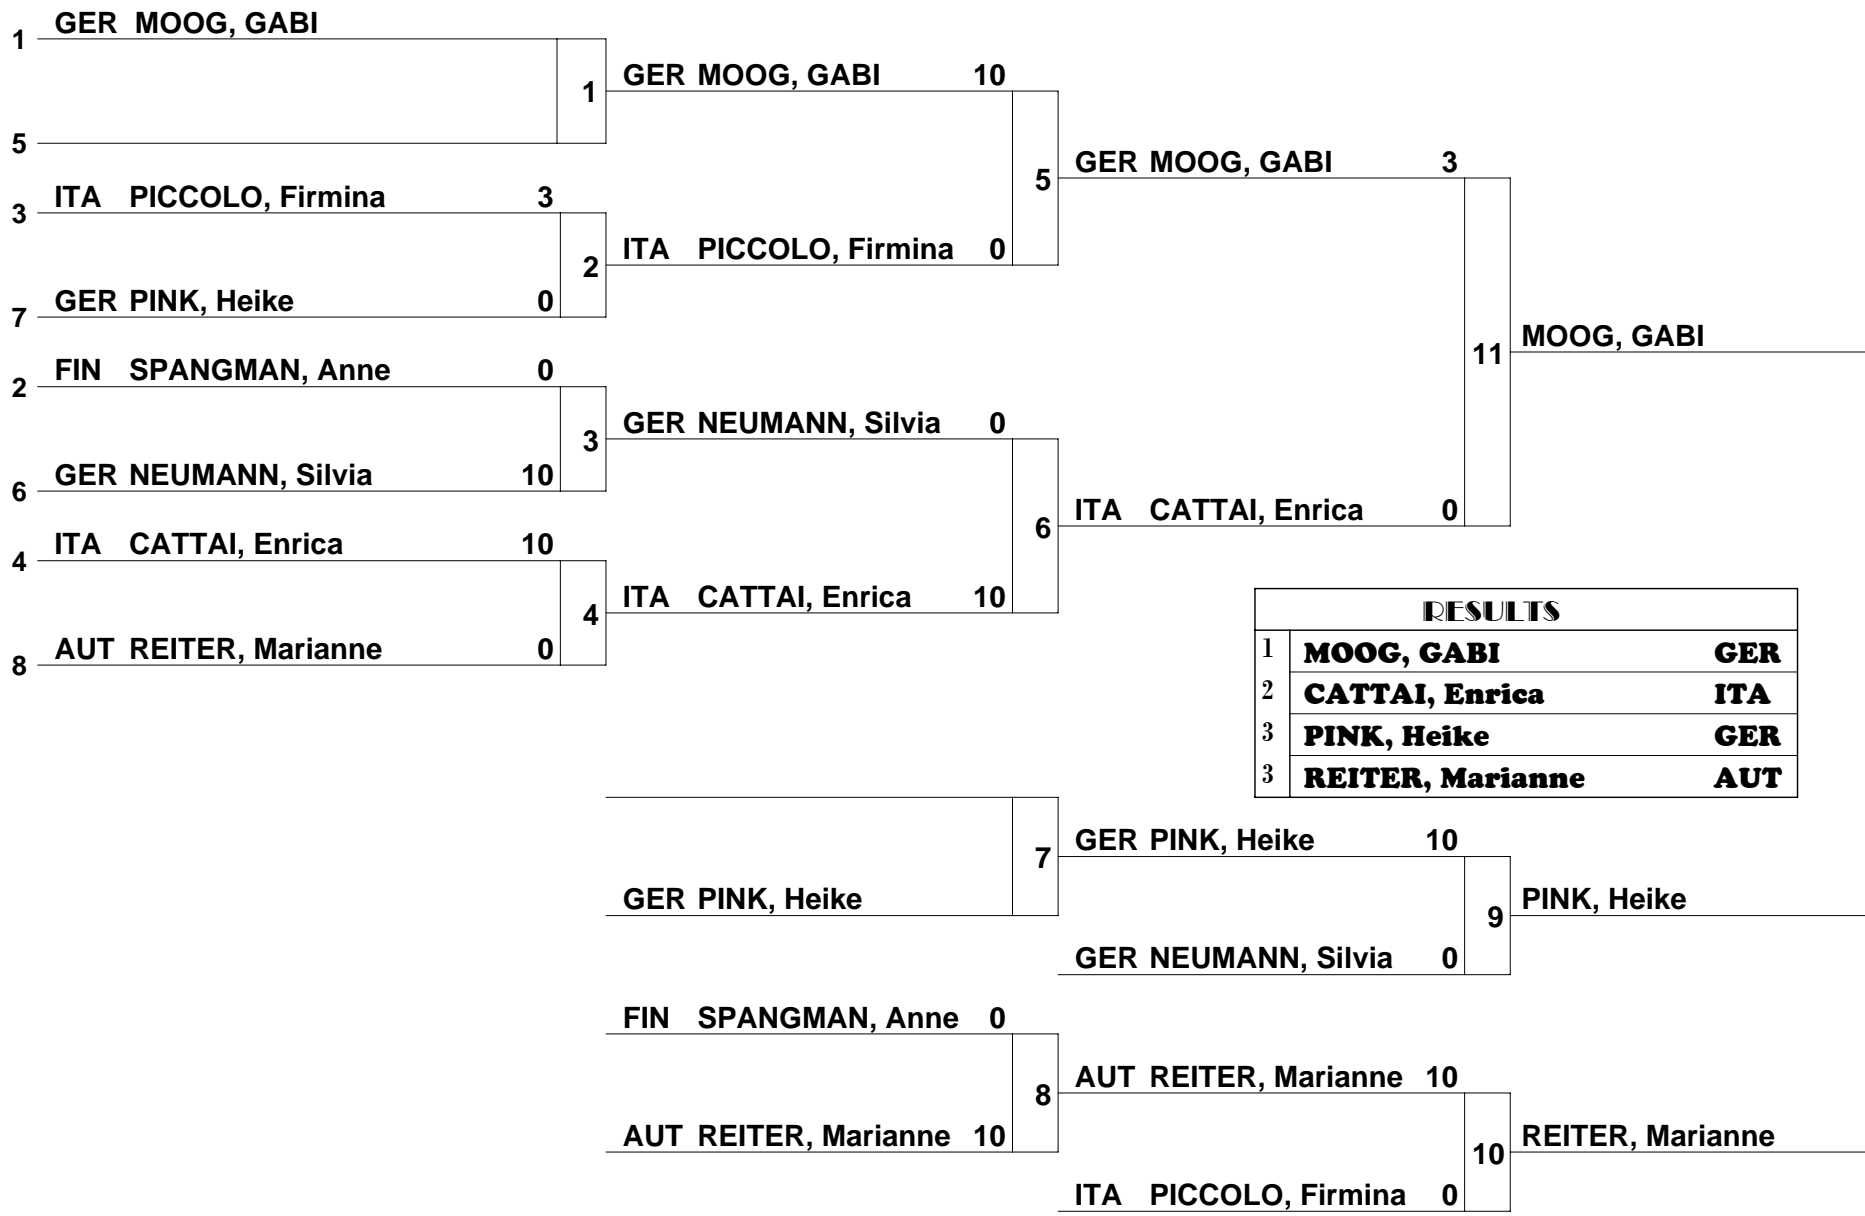 1 GER MOOG, GABI
1
5
3 ITA PICCOLO, Firmina 3
2
7 GER PINK, Heike 0
2 FIN SPANGMAN, Anne 0
3
6 GER NEUMANN, Silvia 10
4 ITA CATTAI, Enrica 10
4
8 AUT REITER, Marianne 0
GER MOOG, GABI 10
5
ITA PICCOLO, Firmina 0
GER NEUMANN, Silvia 0
6
ITA CATTAI, Enrica 10
GER MOOG, GABI 3
11
ITA CATTAI, Enrica 0
MOOG, GABI
RESULTS
1 MOOG, GABI GER
2 CATTAI, Enrica ITA
3 PINK, Heike GER
3 REITER, Marianne AUT
7
GER PINK, Heike
FIN SPANGMAN, Anne 0
8
AUT REITER, Marianne 10
GER PINK, Heike 10
9
GER NEUMANN, Silvia 0
AUT REITER, Marianne 10
10
ITA PICCOLO, Firmina 0
PINK, Heike
REITER, Marianne